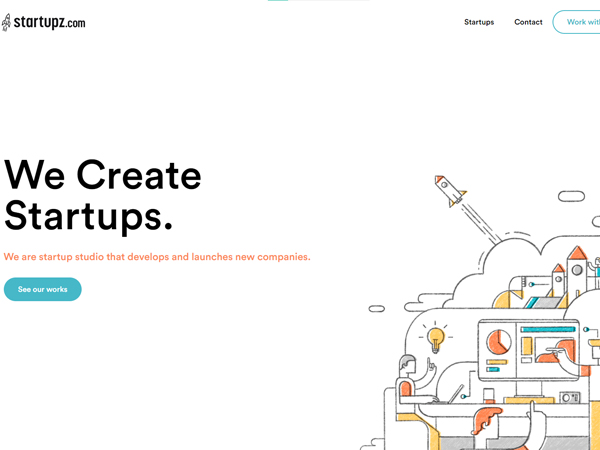 startupz.com
Startups
Contact
Work with
We Create
Startups.
We are startup studio that develops and launches new companies.
See our works